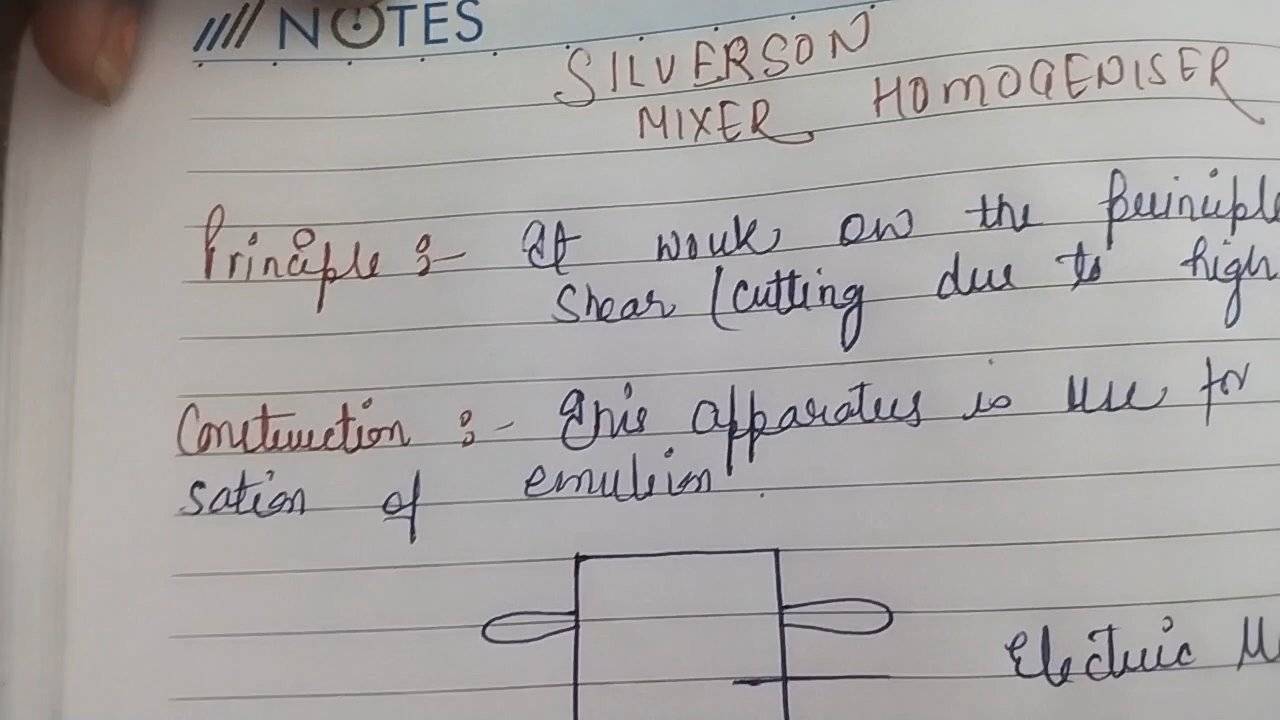 NOTES
SILVERSON
MIXER HOMOGENISER
Principle :- It works on the principle
Shear (cutting due to high
Construction :- This apparatus is use for
sation of emulsion.
Electric M